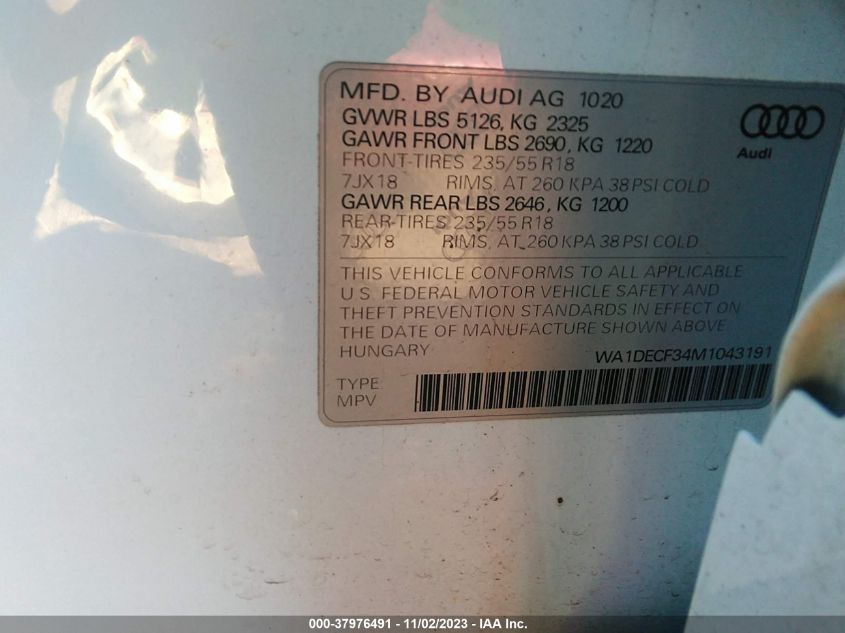 MFD. BY AUDI AG 1020
GVWR LBS 5126, KG 2325
GAWR FRONT LBS 2690, KG 1220
FRONT-TIRES 235/55 R18
7JX18 RIMS, AT 260 KPA 38 PSI COLD
GAWR REAR LBS 2646, KG 1200
REAR-TIRES 235/55 R18
7JX18 RIMS, AT 260 KPA 38 PSI COLD
Audi
THIS VEHICLE CONFORMS TO ALL APPLICABLE
U.S. FEDERAL MOTOR VEHICLE SAFETY AND
THEFT PREVENTION STANDARDS IN EFFECT ON
THE DATE OF MANUFACTURE SHOWN ABOVE
HUNGARY WA1DECF34M1043191
TYPE:
MPV
000-37976491 - 11/02/2023 - IAA Inc.